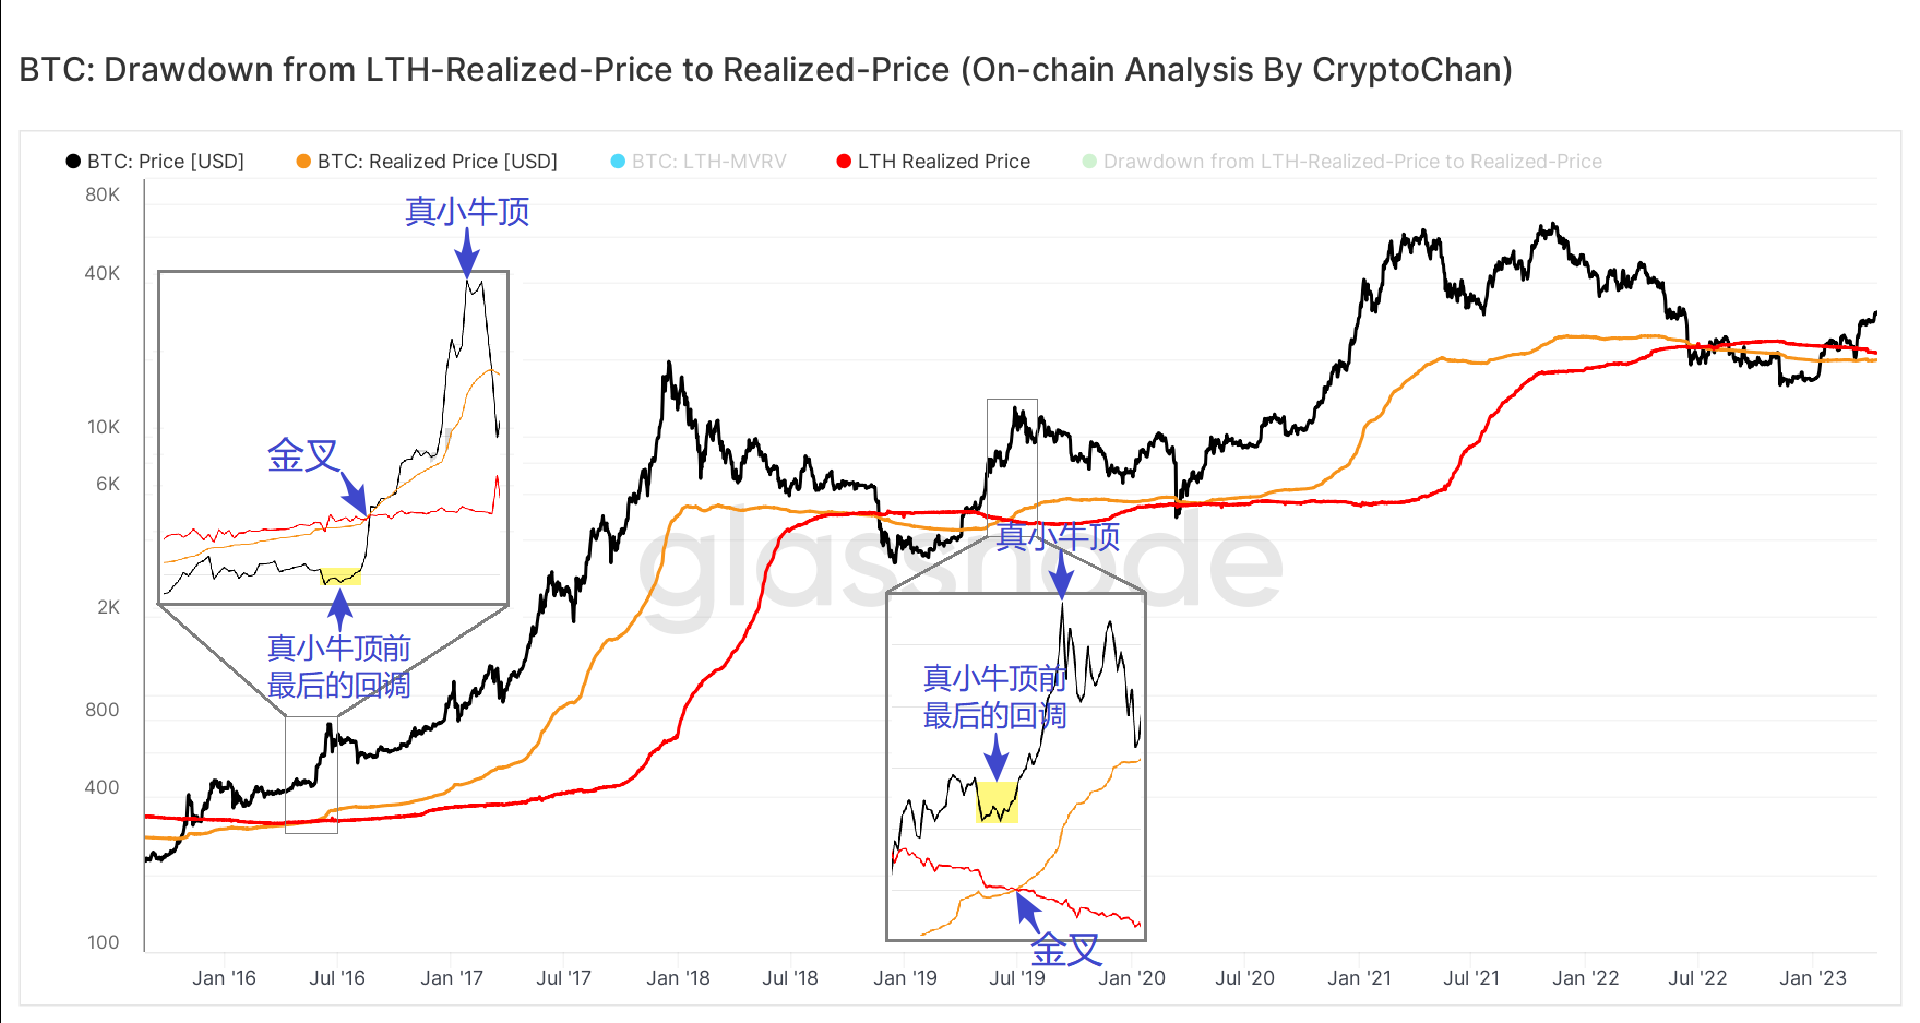 BTC: Drawdown from LTH-Realized-Price to Realized-Price (On-chain Analysis By CryptoChan)
BTC: Price [USD]
BTC: Realized Price [USD]
BTC: LTH-MVRV
LTH Realized Price
Drawdown from LTH-Realized-Price to Realized-Price
80K
40K
10K
6K
2K
800
400
100
真小牛顶
金叉
真小牛顶前
最后的回调
glassnode
真小牛顶
真小牛顶前
最后的回调
金叉
Jan '16
Jul '16
Jan '17
Jul '17
Jan '18
Jul '18
Jan '19
Jul '19
Jan '20
Jul '20
Jan '21
Jul '21
Jan '22
Jul '22
Jan '23